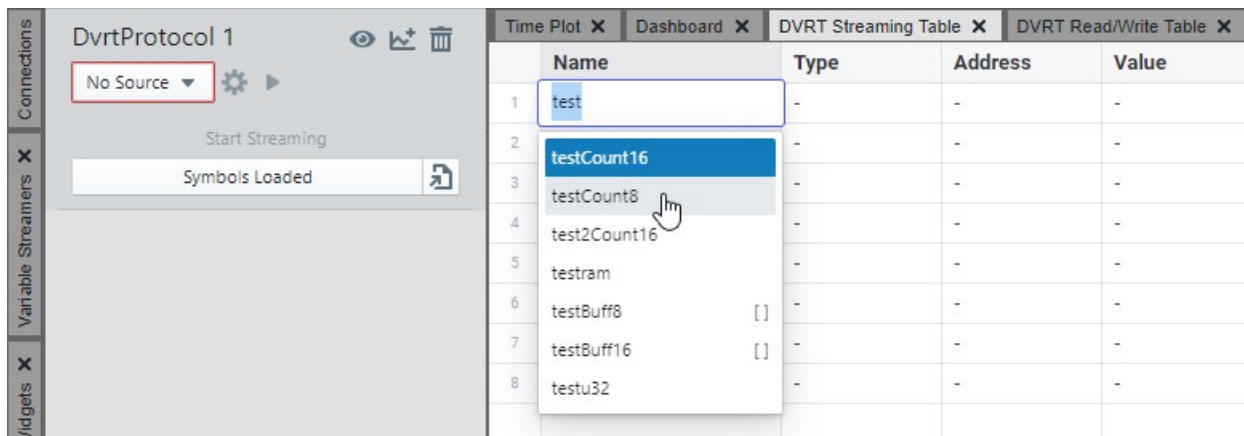 Connections
Variable Streamers
Widgets
DvrtProtocol 1
No Source
Start Streaming
Symbols Loaded
Time Plot Dashboard DVRT Streaming Table DVRT Read/Write Table
Name Type Address Value
1 test - - -
2 - - -
3 - - -
4 - - -
5 - - -
6 - - -
7 - - -
8 - - -
testCount16
testCount8
test2Count16
testram
testBuff8 [ ]
testBuff16 [ ]
testu32